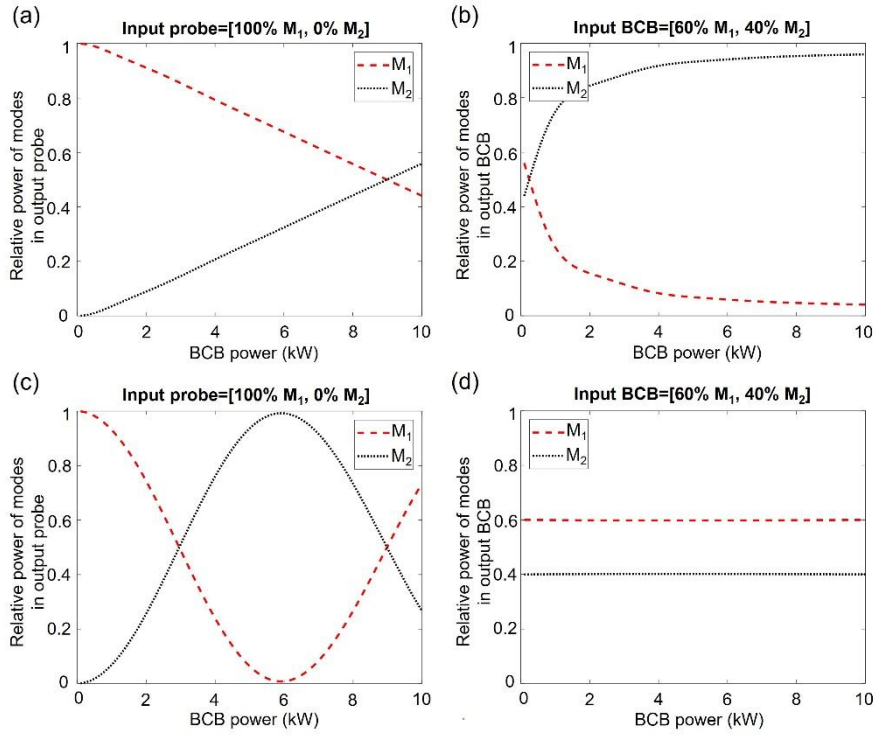 (a)
Input probe=[100% M₁, 0% M₂]
Relative power of modes
in output probe
1
0.8
0.6
0.4
0.2
0
0 2 4 6 8 10
BCB power (kW)
M₁
M₂
(b)
Input BCB=[60% M₁, 40% M₂]
Relative power of modes
in output BCB
1
0.8
0.6
0.4
0.2
0
0 2 4 6 8 10
BCB power (kW)
M₁
M₂
(c)
Input probe=[100% M₁, 0% M₂]
Relative power of modes
in output probe
1
0.8
0.6
0.4
0.2
0
0 2 4 6 8 10
BCB power (kW)
M₁
M₂
(d)
Input BCB=[60% M₁, 40% M₂]
Relative power of modes
in output BCB
1
0.8
0.6
0.4
0.2
0
0 2 4 6 8 10
BCB power (kW)
M₁
M₂